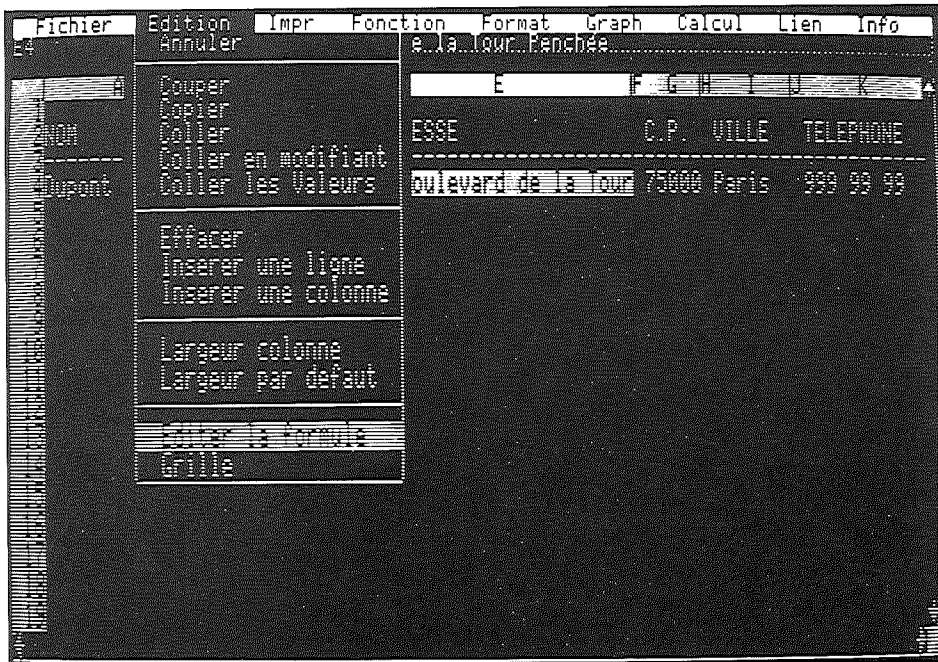 Fichier Edition Impr Fonction Format Graph Calcul Lien Info
E4 Annuler e la Tour Penchée
A E F G H I J K
Couper
Copier
NOM Coller ESSE C.P. VILLE TELEPHONE
Coller en modifiant
Dupont Coller les Valeurs oulevard de la Tour 75000 Paris 999 99 99
Effacer
Inserer une ligne
Inserer une colonne
Largeur colonne
Largeur par defaut
Editer la Formule
Grille